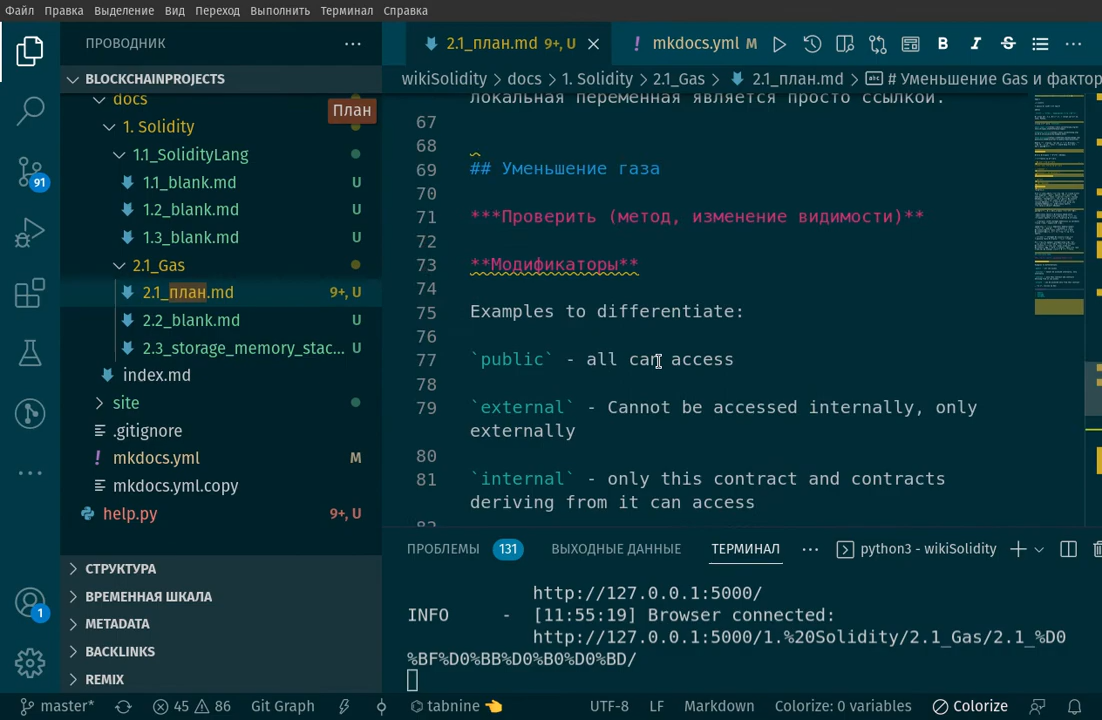 Файл Правка Выделение Вид Переход Выполнить Терминал Справка
ПРОВОДНИК
2.1_план.md 9+, U
mkdocs.yml M
BLOCKCHAINPROJECTS
wikiSolidity > docs > 1. Solidity > 2.1_Gas > 2.1_план.md > # Уменьшение Gas и фактор
docs
План
1. Solidity
1.1_SolidityLang
1.1_blank.md U
1.2_blank.md U
1.3_blank.md U
2.1_Gas
2.1_план.md 9+, U
2.2_blank.md U
2.3_storage_memory_stac... U
index.md
site
.gitignore
mkdocs.yml M
mkdocs.yml.copy
help.py 9+, U
СТРУКТУРА
ВРЕМЕННАЯ ШКАЛА
METADATA
BACKLINKS
REMIX
91
1
локальная переменная является просто ссылкой.
67
68
69 ## Уменьшение газа
70
71 ***Проверить (метод, изменение видимости)**
72
73 **Модификаторы**
74
75 Examples to differentiate:
76
77 `public` - all can access
78
79 `external` - Cannot be accessed internally, only
externally
80
81 `internal` - only this contract and contracts
deriving from it can access
82
ПРОБЛЕМЫ 131 ВЫХОДНЫЕ ДАННЫЕ ТЕРМИНАЛ python3 - wikiSolidity
http://127.0.0.1:5000/
INFO - [11:55:19] Browser connected:
http://127.0.0.1:5000/1.%20Solidity/2.1_Gas/2.1_%D0
%BF%D0%BB%D0%B0%D0%BD/
master* 45 86 Git Graph tabnine UTF-8 LF Markdown Colorize: 0 variables Colorize